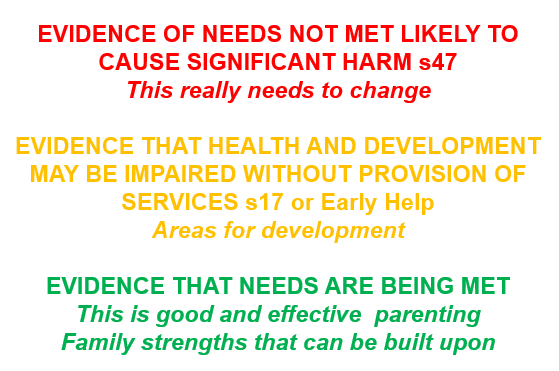 EVIDENCE OF NEEDS NOT MET LIKELY TO
CAUSE SIGNIFICANT HARM s47
This really needs to change
EVIDENCE THAT HEALTH AND DEVELOPMENT
MAY BE IMPAIRED WITHOUT PROVISION OF
SERVICES s17 or Early Help
Areas for development
EVIDENCE THAT NEEDS ARE BEING MET
This is good and effective  parenting
Family strengths that can be built upon